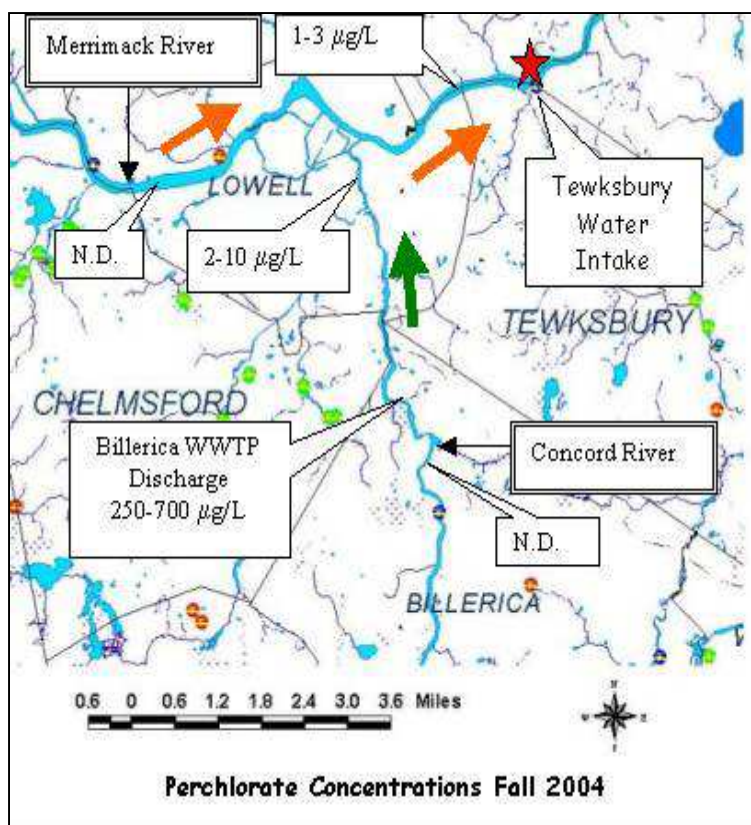 Merrimack River
1-3 µg/L
LOWELL
N.D.
2-10 µg/L
Tewksbury
Water
Intake
TEWKSBURY
CHELMSFORD
Billerica WWTP
Discharge
250-700 µg/L
Concord River
N.D.
BILLERICA
0.6 0 0.6 1.2 1.8 2.4 3.0 3.6 Miles
N
W E
S
Perchlorate Concentrations Fall 2004